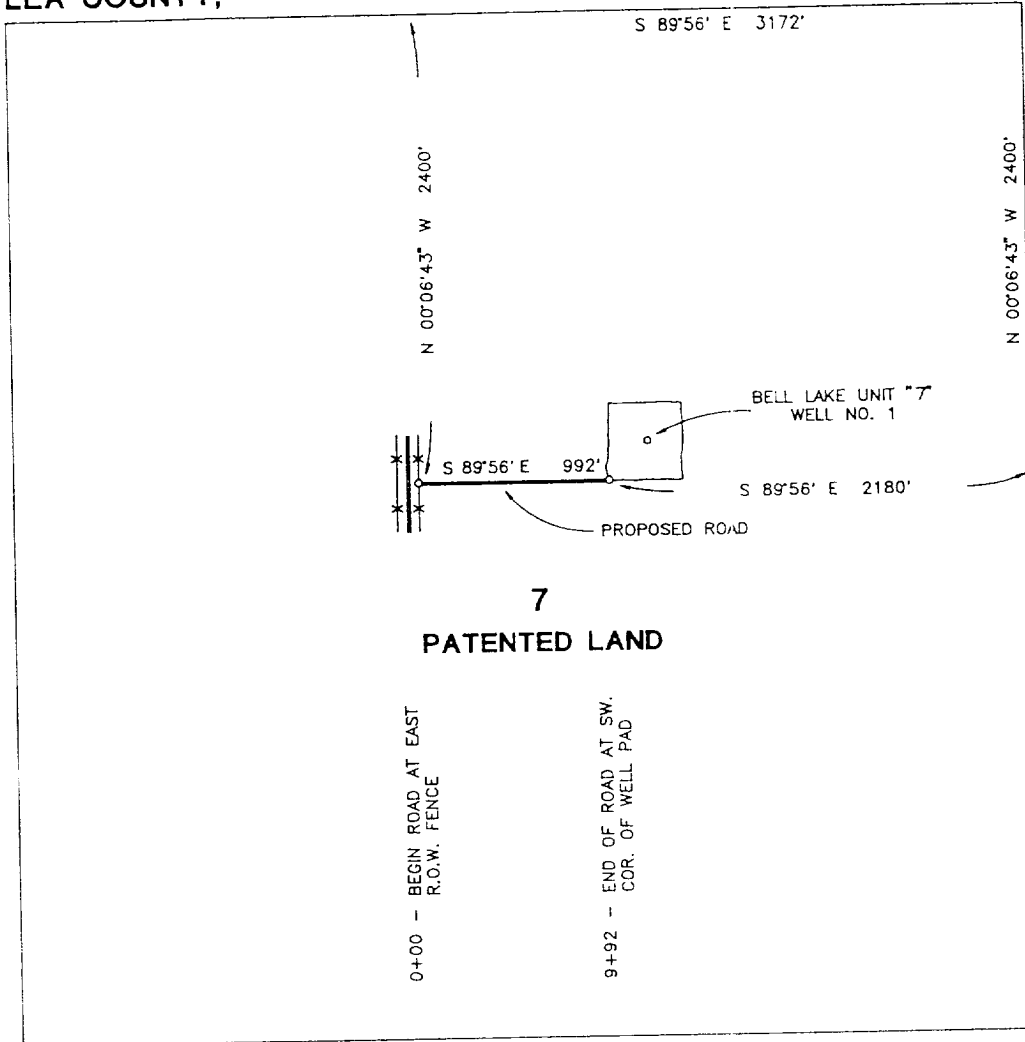 LEA COUNTY,
S 89°56' E 3172'
N 00°06'43" W 2400'
N 00°06'43" W 2400'
BELL LAKE UNIT "7"
WELL NO. 1
S 89°56' E 992'
S 89°56' E 2180'
PROPOSED ROAD
7
PATENTED LAND
0+00 - BEGIN ROAD AT EAST
R.O.W. FENCE
9+92 - END OF ROAD AT SW.
COR. OF WELL PAD